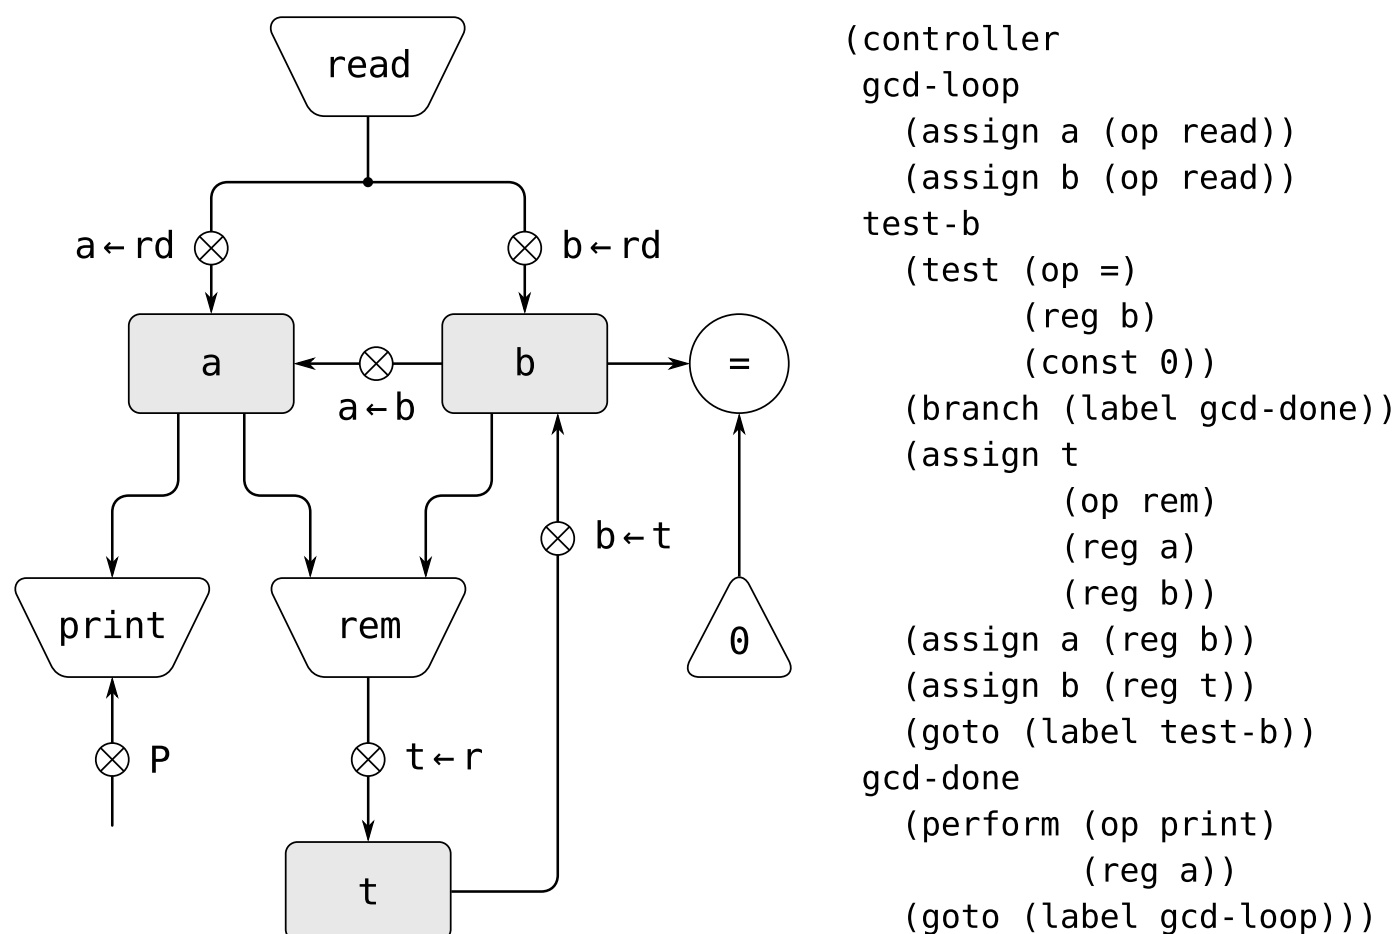 read
a←rd
b←rd
a
b
=
a←b
b←t
print
rem
0
P
t←r
t
(controller
 gcd-loop
   (assign a (op read))
   (assign b (op read))
 test-b
   (test (op =)
         (reg b)
         (const 0))
   (branch (label gcd-done))
   (assign t
           (op rem)
           (reg a)
           (reg b))
   (assign a (reg b))
   (assign b (reg t))
   (goto (label test-b))
 gcd-done
   (perform (op print)
            (reg a))
   (goto (label gcd-loop)))